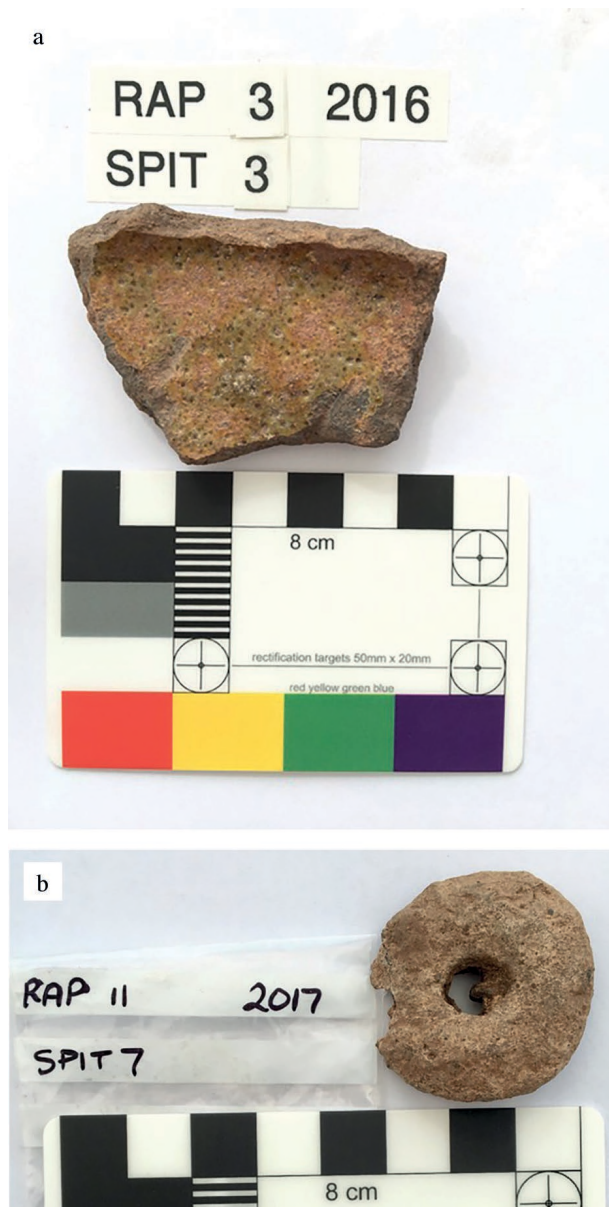 a
RAP 3 2016
SPIT 3
8 cm
rectification targets 50mm x 20mm
red yellow green blue
b
RAP 11 2017
SPIT 7
8 cm